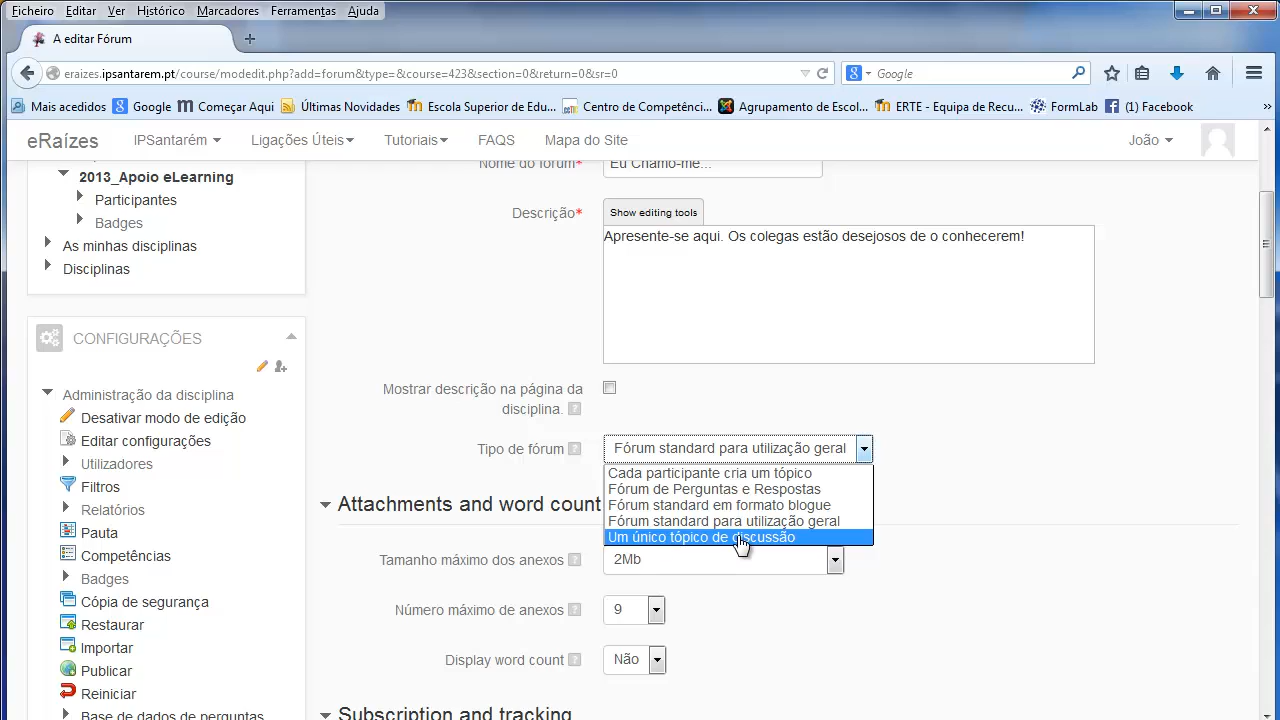 Ficheiro Editar Ver Histórico Marcadores Ferramentas Ajuda
A editar Fórum
eraizes.ipsantarem.pt/course/modedit.php?add=forum&type=&course=423&section=0&return=0&sr=0
Google
Mais acedidos Google Começar Aqui Últimas Novidades Escola Superior de Edu... Centro de Competênci... Agrupamento de Escol... ERTE - Equipa de Recu... FormLab (1) Facebook »
eRaízes IPSantarém Ligações Úteis Tutoriais FAQS Mapa do Site João
Nome do fórum* Eu Chamo-me...
2013_Apoio eLearning
Participantes
Badges
As minhas disciplinas
Disciplinas
Descrição* Show editing tools
Apresente-se aqui. Os colegas estão desejosos de o conhecerem!
CONFIGURAÇÕES
Administração da disciplina
Desativar modo de edição
Editar configurações
Utilizadores
Filtros
Relatórios
Pauta
Competências
Badges
Cópia de segurança
Restaurar
Importar
Publicar
Reiniciar
Base de dados de perguntas
Mostrar descrição na página da
disciplina. ?
Tipo de fórum ? Fórum standard para utilização geral
Cada participante cria um tópico
Fórum de Perguntas e Respostas
Fórum standard em formato blogue
Fórum standard para utilização geral
Um único tópico de discussão
Attachments and word count
Tamanho máximo dos anexos ? 2Mb
Número máximo de anexos ? 9
Display word count ? Não
Subscription and tracking